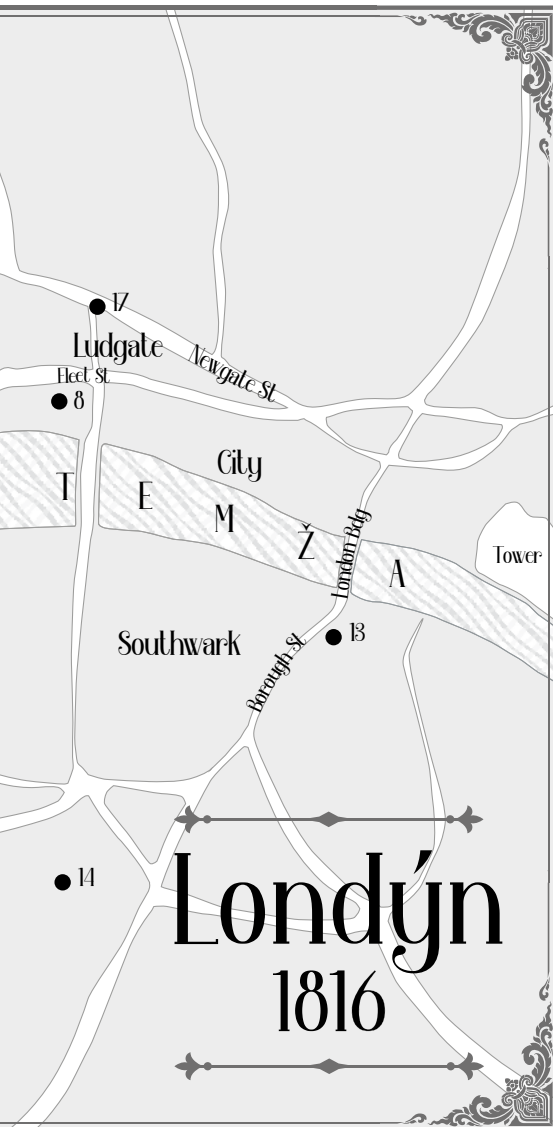 17
Ludgate
Newgate St
Fleet St
8
City
T E M Ž A
London Bdg
Tower
13
Southwark
Borough St
14
Londýn
1816